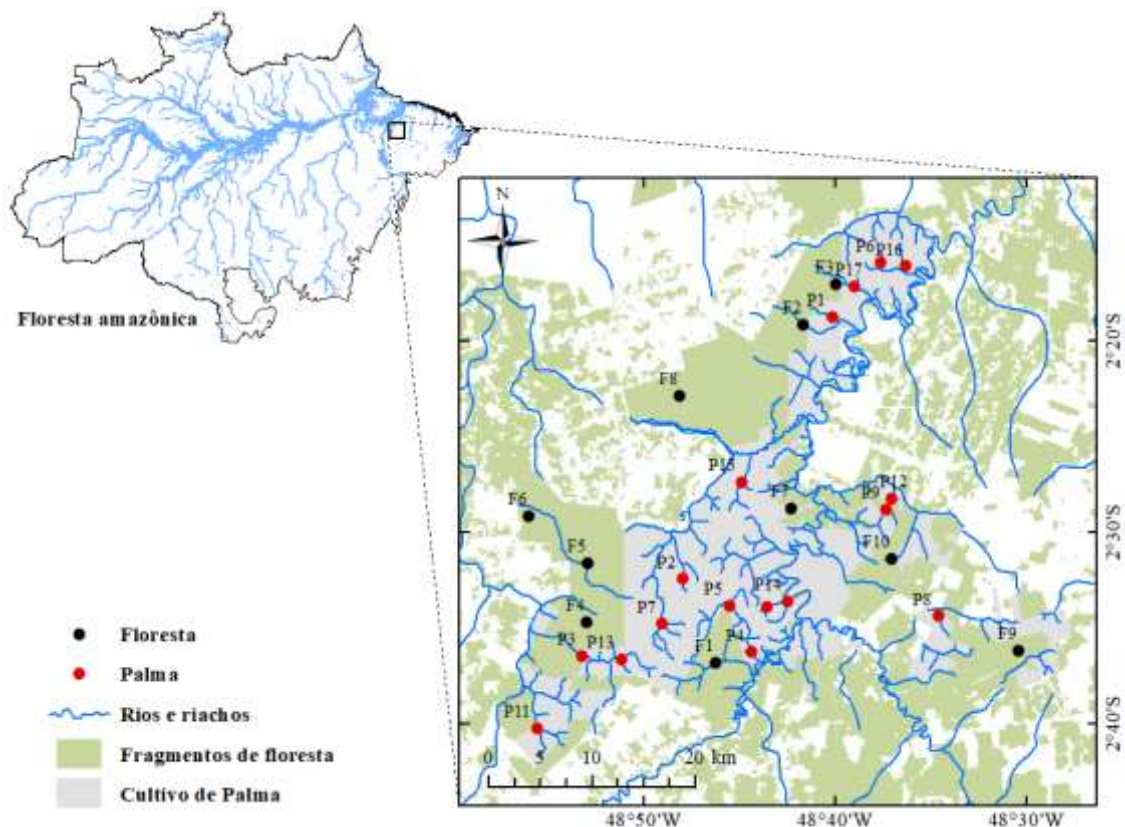 Floresta amazônica
N
P6 P16
F3 P17
P1
F2
2°20'S
F8
P15
P12
F7
P9
F6
2°30'S
F10
F5
P2
P5
P14
F4
P7
P8
P3
P13
F1
P4
F9
Floresta
Palma
Rios e riachos
Fragmentos de floresta
Cultivo de Palma
P11
2°40'S
0 5 10 20 km
48°50'W 48°40'W 48°30'W